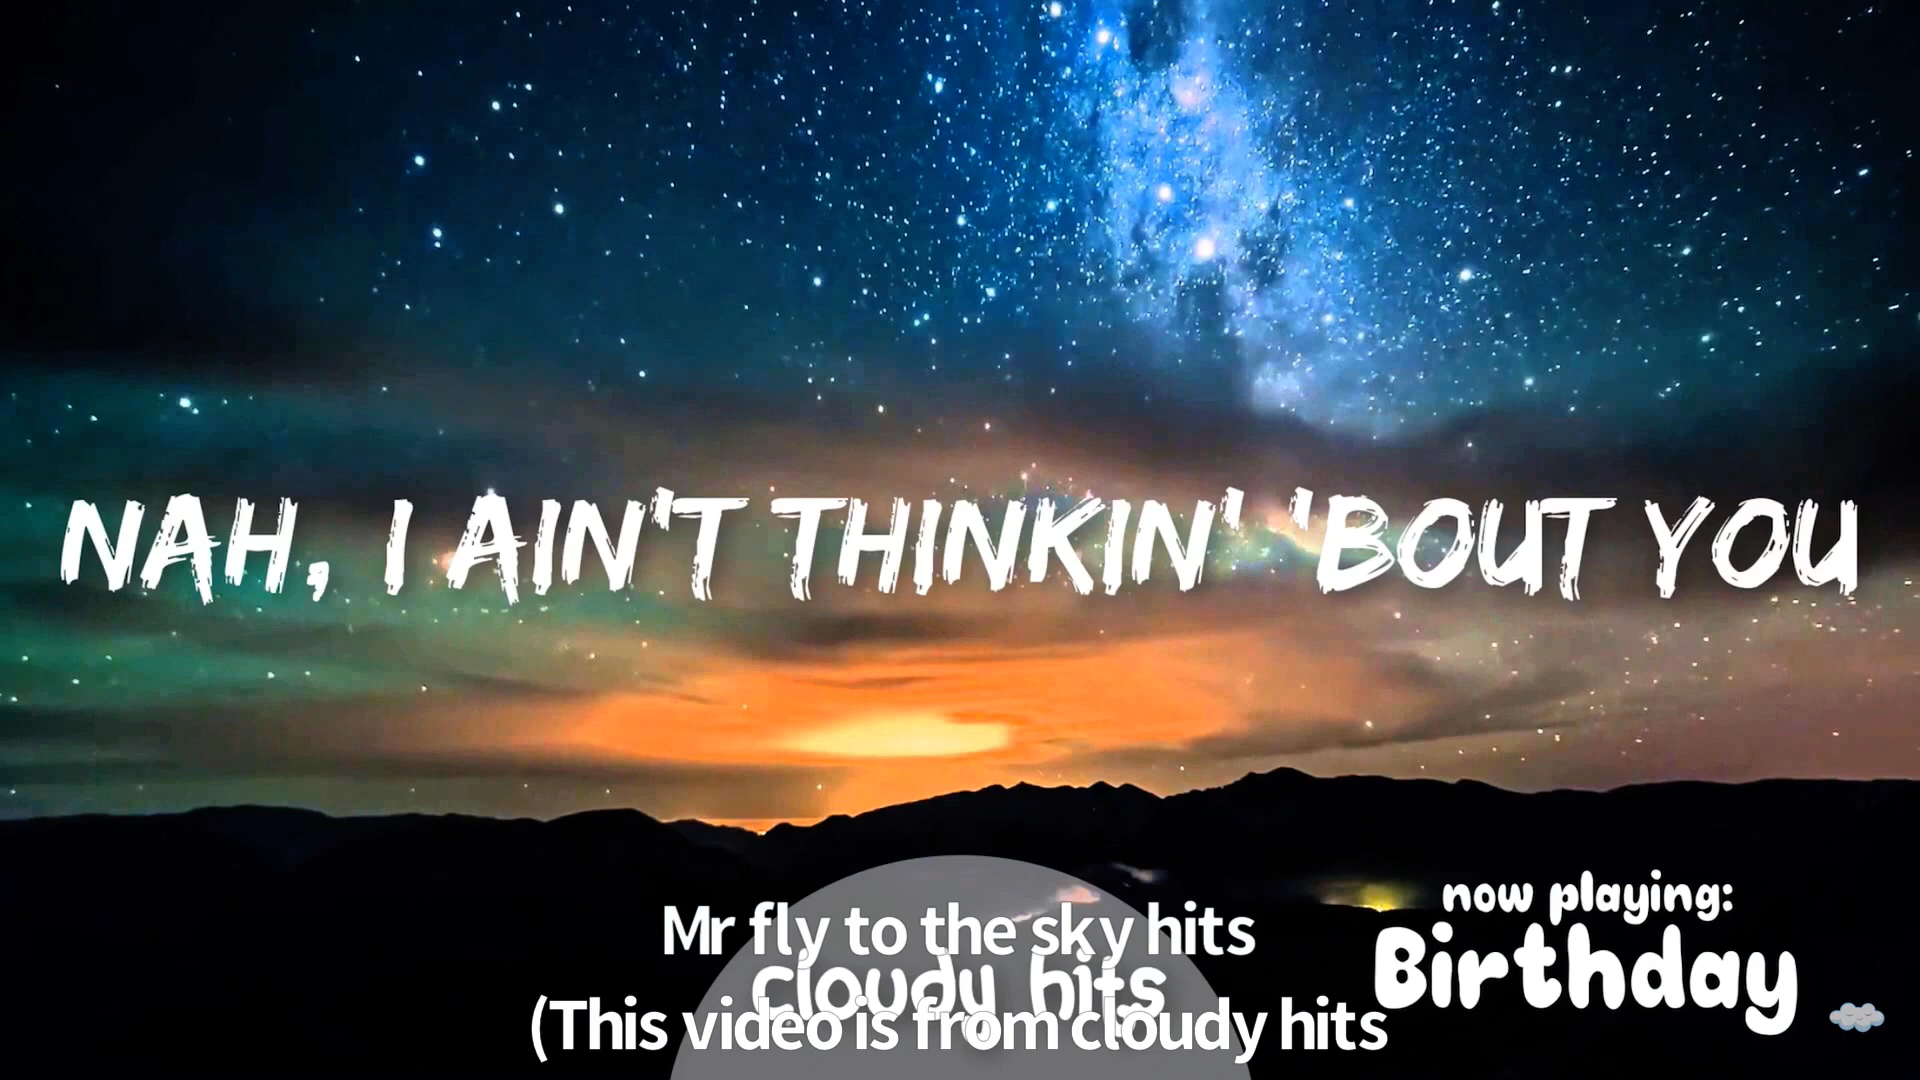 NAH, I AIN'T THINKIN' 'BOUT YOU
now playing:
Birthday
Mr fly to the sky hits
cloudy hits
(This video is from cloudy hits